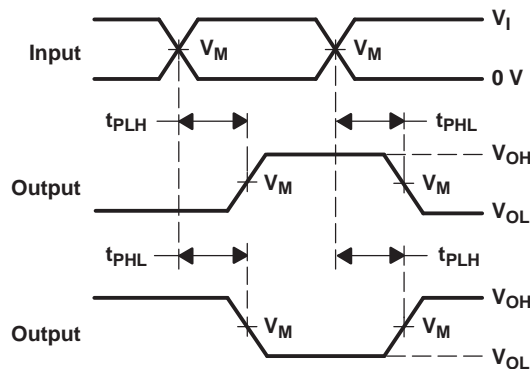 V_I
Input V_M V_M
0 V
t_PLH t_PHL
V_OH
Output V_M V_M
V_OL
t_PHL t_PLH
V_OH
Output V_M V_M
V_OL